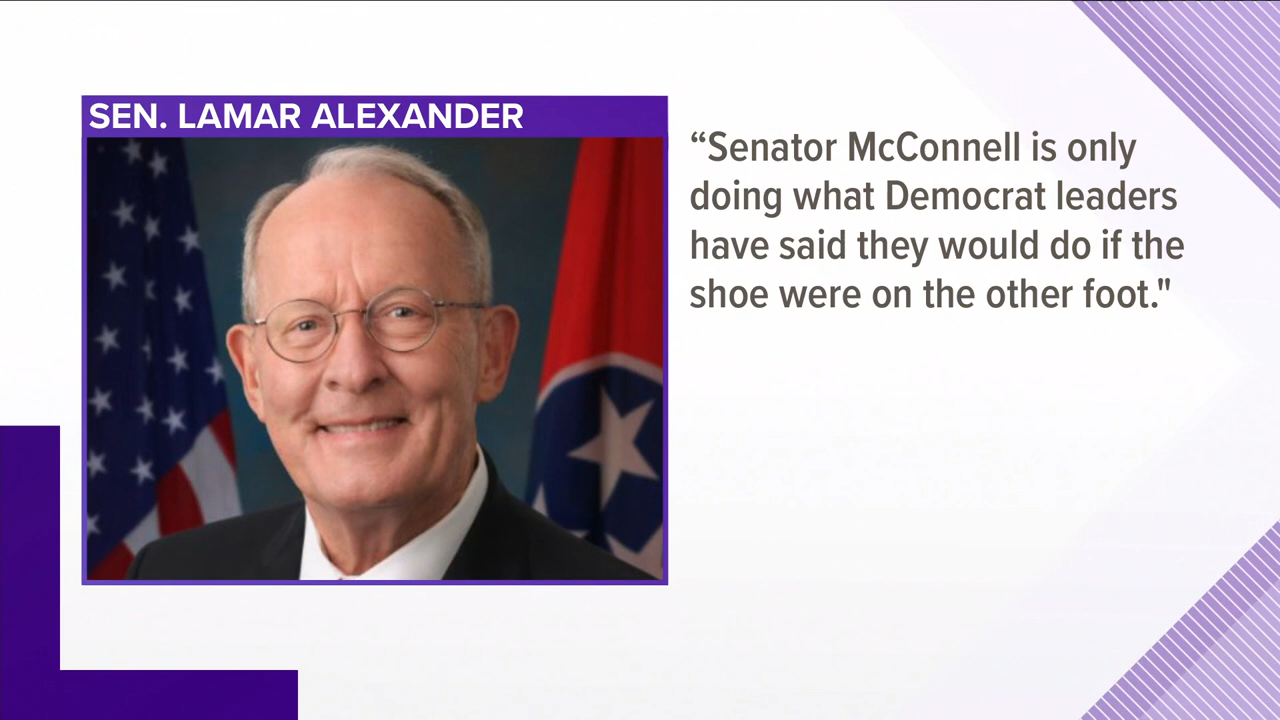 SEN. LAMAR ALEXANDER
“Senator McConnell is only
doing what Democrat leaders
have said they would do if the
shoe were on the other foot."